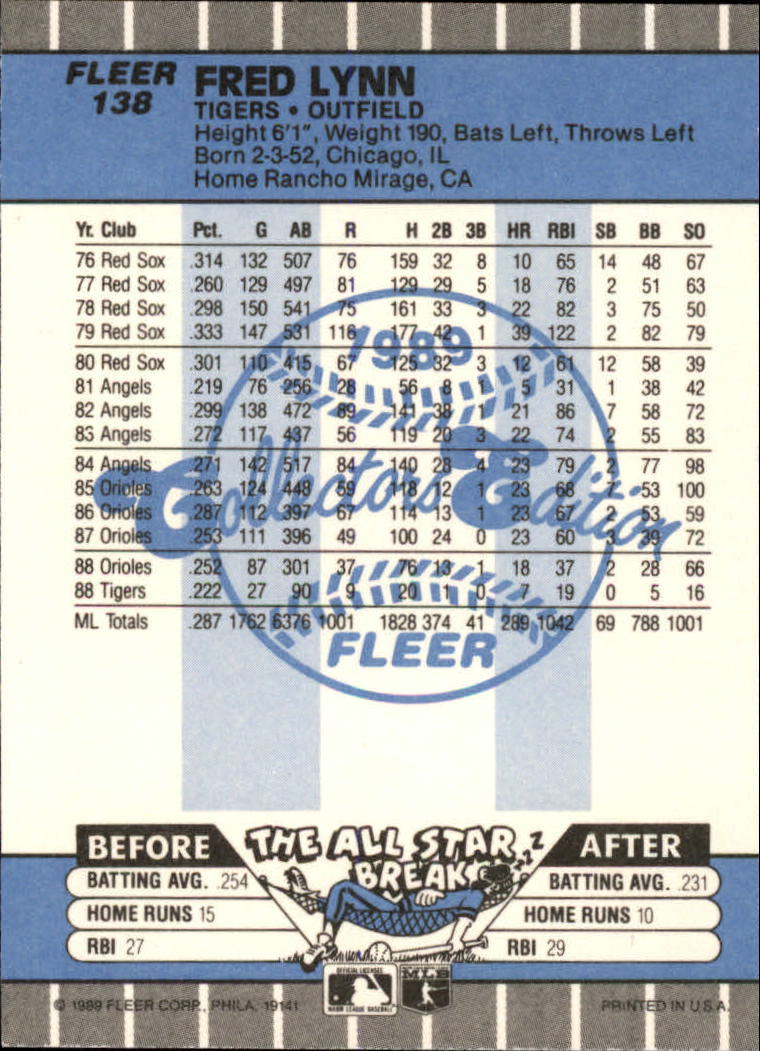 FLEER
138
FRED LYNN
TIGERS • OUTFIELD
Height 6'1", Weight 190, Bats Left, Throws Left
Born 2-3-52, Chicago, IL
Home Rancho Mirage, CA
Yr. Club Pct. G AB R H 2B 3B HR RBI SB BB SO
76 Red Sox .314 132 507 76 159 32 8 10 65 14 48 67
77 Red Sox .260 129 497 81 129 29 5 18 76 2 51 63
78 Red Sox .298 150 541 75 161 33 3 22 82 3 75 50
79 Red Sox .333 147 531 116 177 42 1 39 122 2 82 79
80 Red Sox .301 110 415 67 125 32 3 12 61 12 58 39
81 Angels .219 76 256 28 56 8 1 5 31 1 38 42
82 Angels .299 138 472 89 141 38 1 21 86 7 58 72
83 Angels .272 117 437 56 119 20 3 22 74 2 55 83
84 Angels .271 142 517 84 140 28 4 23 79 2 77 98
85 Orioles .263 124 448 59 118 12 1 23 68 7 53 100
86 Orioles .287 112 397 67 114 13 1 23 67 2 53 59
87 Orioles .253 111 396 49 100 24 0 23 60 3 39 72
88 Orioles .252 87 301 37 76 13 1 18 37 2 28 66
88 Tigers .222 27 90 9 20 1 0 7 19 0 5 16
ML Totals .287 1762 6376 1001 1828 374 41 289 1042 69 788 1001
1989
Collectors Edition
FLEER
BEFORE THE ALL STAR BREAK AFTER
ZZZ
BATTING AVG. .254 BATTING AVG. .231
HOME RUNS 15 HOME RUNS 10
RBI 27 RBI 29
OFFICIAL LICENSEE
MAJOR LEAGUE BASEBALL
MLB
© 1989 FLEER CORP., PHILA. 19141 PRINTED IN U.S.A.